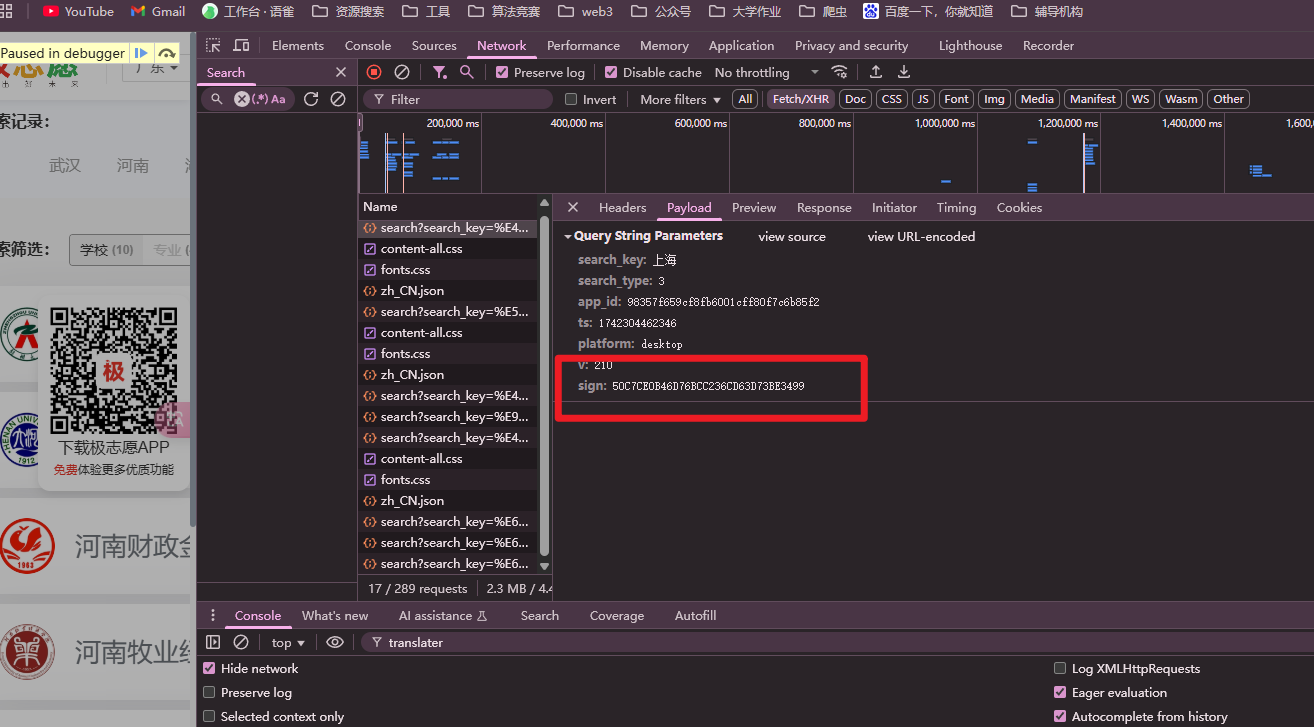 YouTube Gmail 工作台 · 语雀 资源搜索 工具 算法竞赛 web3 公众号 大学作业 爬虫 百度一下，你就知道 辅导机构
Paused in debugger
广东
索记录:
武汉 河南
索筛选: 学校 (10) 专业 (
HENAN UNIV
1912
极
下载极志愿APP
免费体验更多优质功能
河南财政金
1963
河南牧业经
Elements Console Sources Network Performance Memory Application Privacy and security Lighthouse Recorder
Search
Preserve log Disable cache No throttling
(.*) Aa
Filter Invert More filters All Fetch/XHR Doc CSS JS Font Img Media Manifest WS Wasm Other
200,000 ms 400,000 ms 600,000 ms 800,000 ms 1,000,000 ms 1,200,000 ms 1,400,000 ms 1,600,
Name
search?search_key=%E4...
content-all.css
fonts.css
zh_CN.json
search?search_key=%E5...
content-all.css
fonts.css
zh_CN.json
search?search_key=%E4...
search?search_key=%E9...
search?search_key=%E4...
content-all.css
fonts.css
zh_CN.json
search?search_key=%E6...
search?search_key=%E6...
search?search_key=%E6...
17 / 289 requests 2.3 MB / 4.4
Headers Payload Preview Response Initiator Timing Cookies
Query String Parameters view source view URL-encoded
search_key: 上海
search_type: 3
app_id: 98357f659cf8fb6001cff80f7c6b85f2
ts: 1742304462346
platform: desktop
v: 210
sign: 50C7CE0B46D76BCC236CD63D73BE3499
Console What's new AI assistance Search Coverage Autofill
top translater
Hide network Log XMLHttpRequests
Preserve log Eager evaluation
Selected context only Autocomplete from history